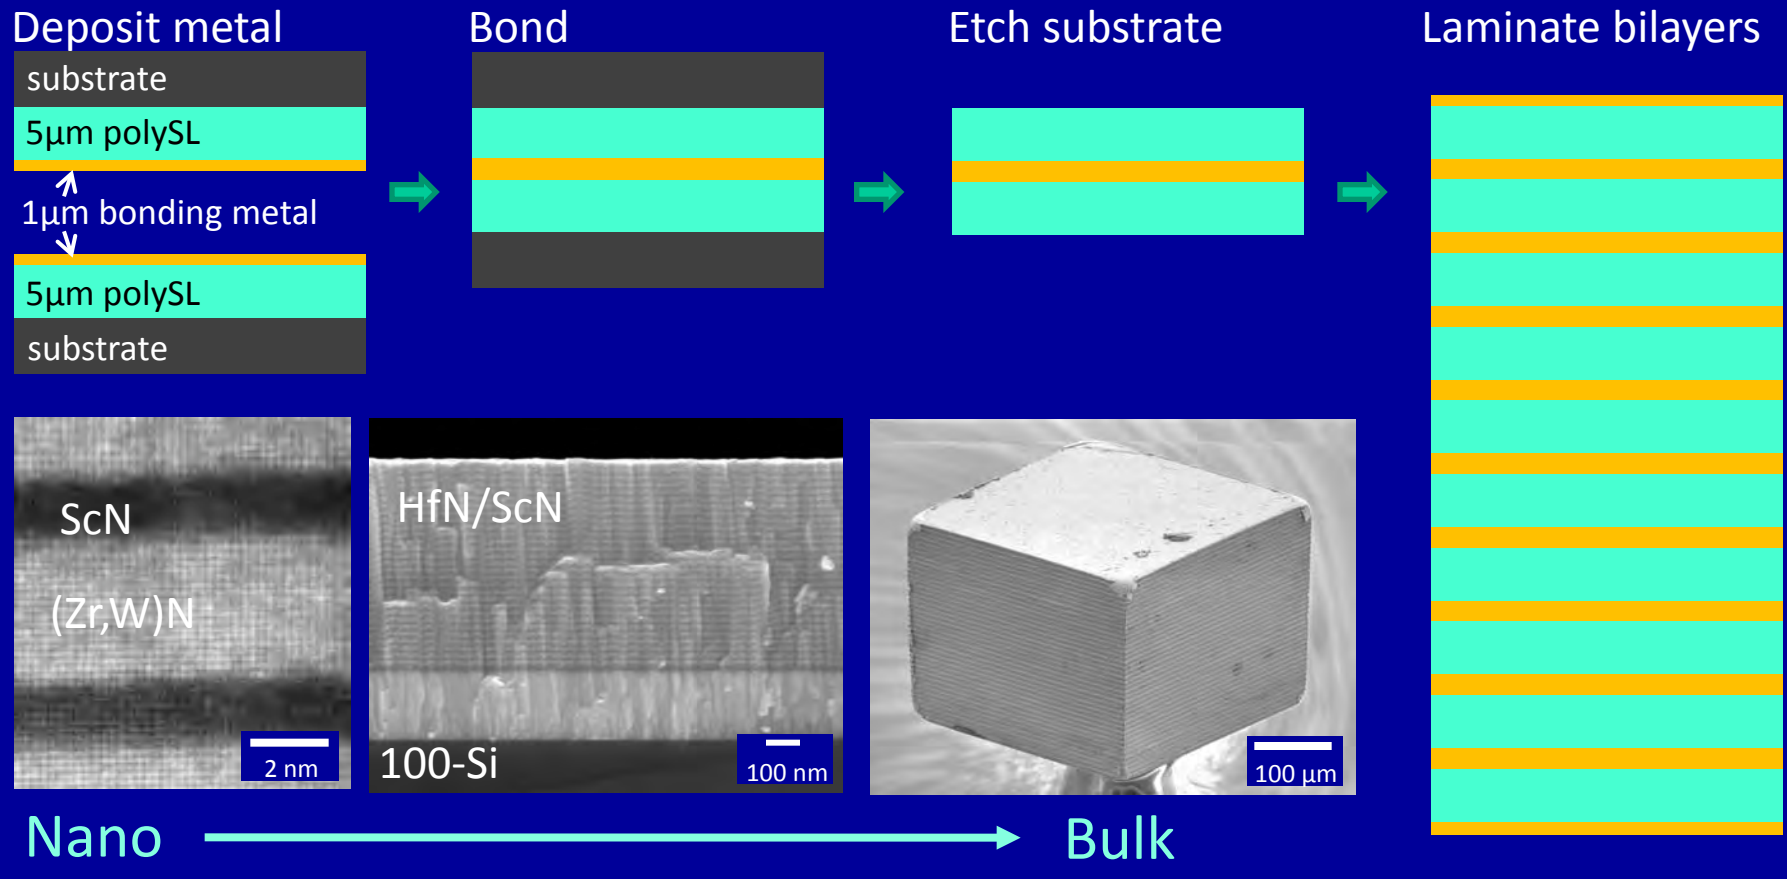 Deposit metal
Bond
Etch substrate
Laminate bilayers
substrate
5µm polySL
1µm bonding metal
5µm polySL
substrate
ScN
(Zr,W)N
2 nm
HfN/ScN
100-Si
100 nm
100 µm
Nano
Bulk